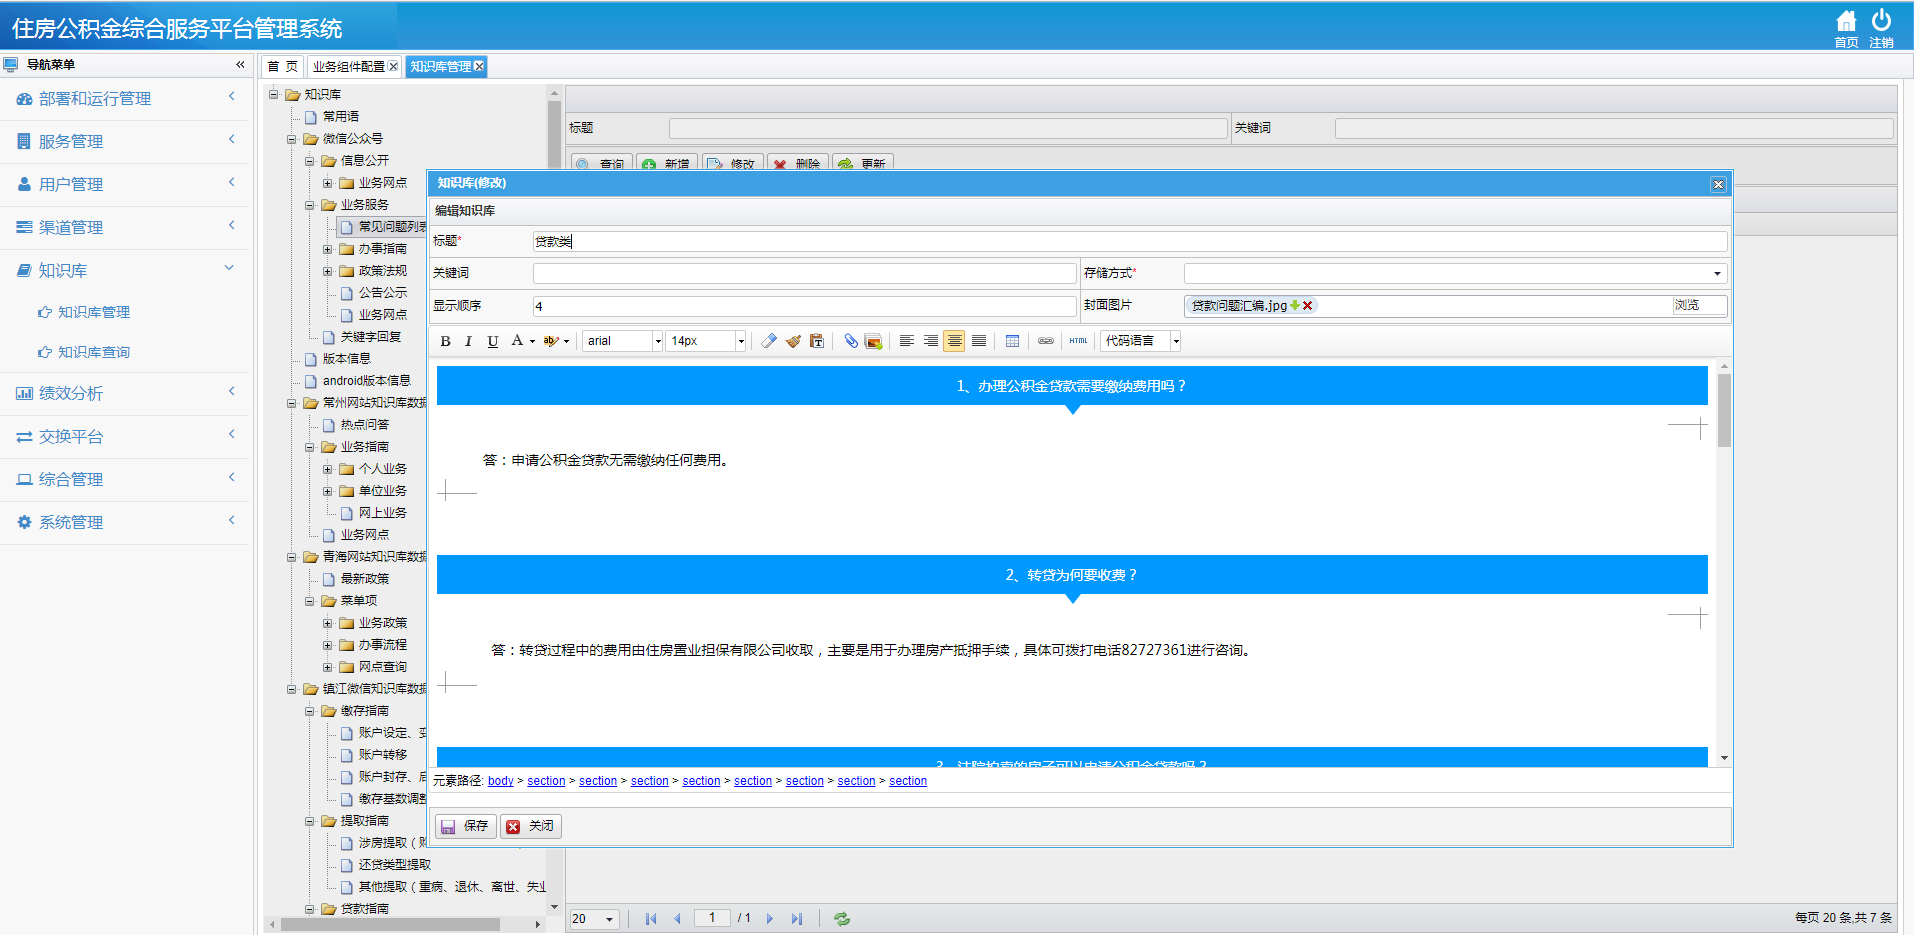 住房公积金综合服务平台管理系统
首页 注销
导航菜单 «
首 页 业务组件配置 知识库管理
部署和运行管理
服务管理
用户管理
渠道管理
知识库
知识库管理
知识库查询
绩效分析
交换平台
综合管理
系统管理
知识库
常用语
微信公众号
信息公开
业务网点
业务服务
常见问题列表
办事指南
政策法规
公告公示
业务网点
关键字回复
版本信息
android版本信息
常州网站知识库数据
热点问答
业务指南
个人业务
单位业务
网上业务
业务网点
青海网站知识库数据
最新政策
菜单项
业务政策
办事流程
网点查询
镇江微信知识库数据
缴存指南
账户设定、变
账户转移
账户封存、启
缴存基数调整
提取指南
涉房提取（购
还贷类型提取
其他提取（重病、退休、离世、失业
贷款指南
标题 关键词
查询 新增 修改 删除 更新
知识库(修改)
编辑知识库
标题* 贷款类
关键词 存储方式*
显示顺序 4 封面图片 贷款问题汇编.jpg 浏览
B I U A ab arial 14px HTML 代码语言
1、办理公积金贷款需要缴纳费用吗？
答：申请公积金贷款无需缴纳任何费用。
2、转贷为何要收费？
答：转贷过程中的费用由住房置业担保有限公司收取，主要是用于办理房产抵押手续，具体可拨打电话82727361进行咨询。
3、法院拍卖的房子可以申请公积金贷款吗？
元素路径: body > section > section > section > section > section > section > section > section
保存 关闭
20 1 / 1 每页 20 条,共 7 条